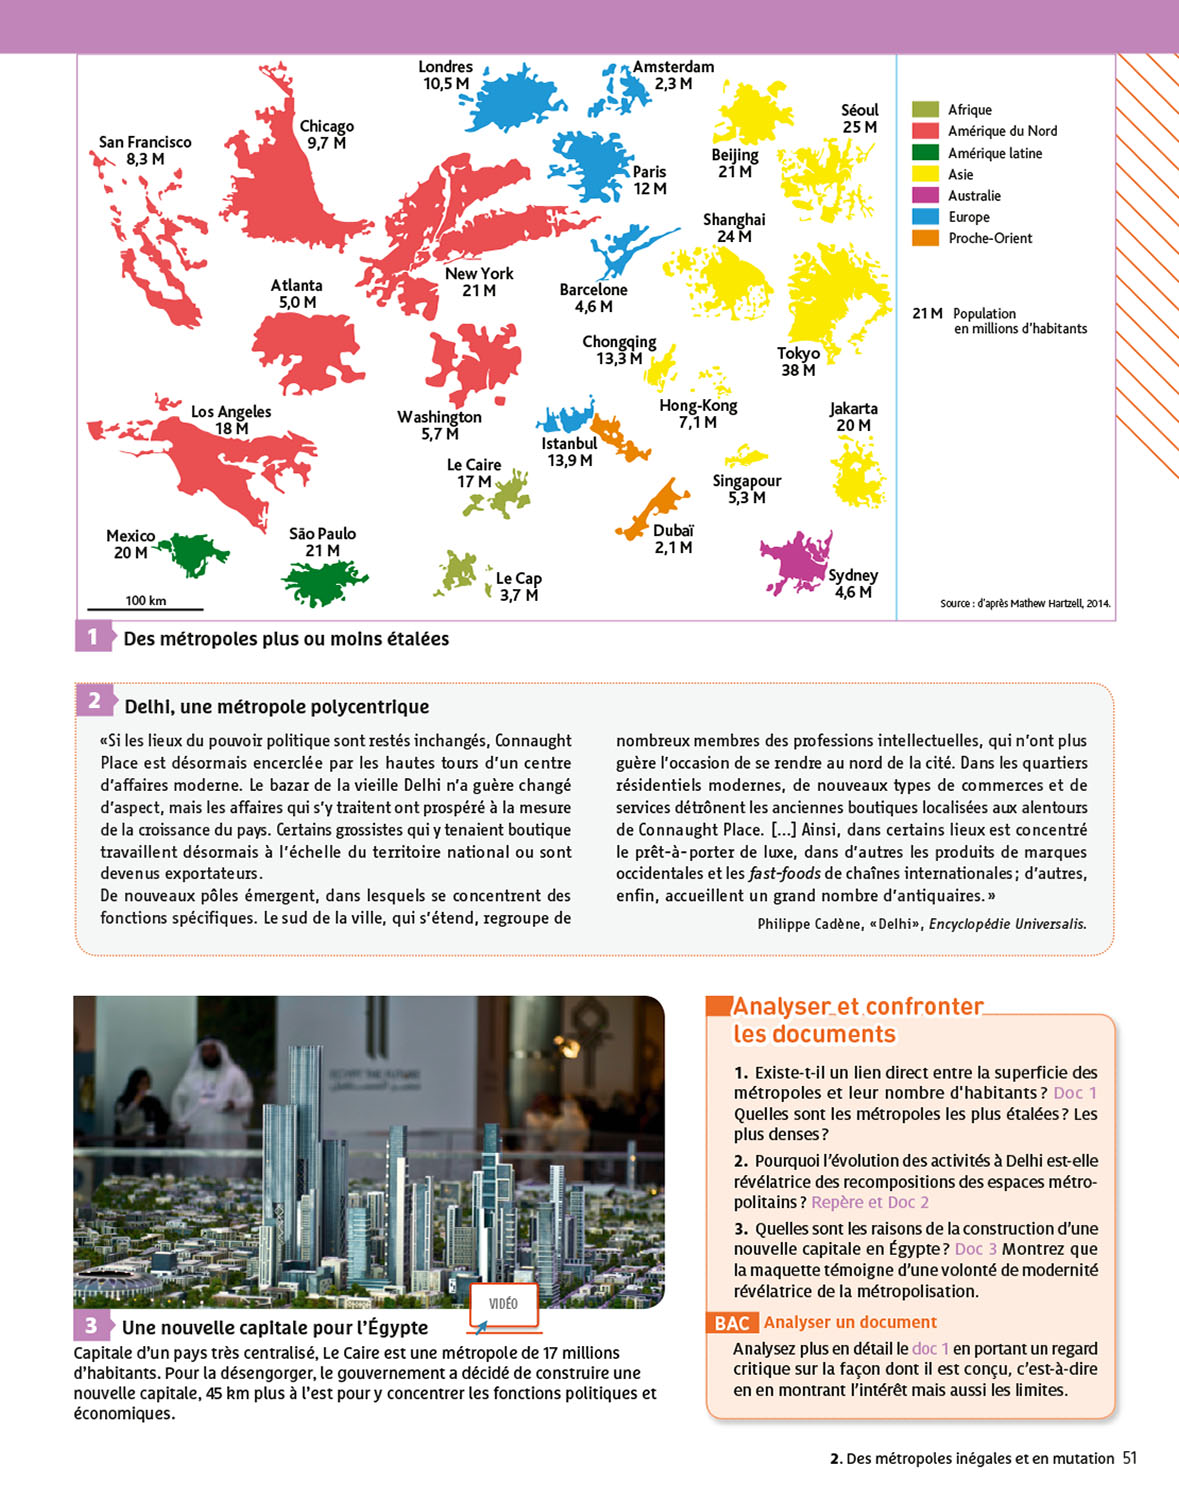 Londres
10,5 M
Amsterdam
2,3 M
San Francisco
8,3 M
Chicago
9,7 M
Paris
12 M
Beijing
21 M
Séoul
25 M
Shanghai
24 M
New York
21 M
Atlanta
5,0 M
Barcelone
4,6 M
Chongqing
13,3 M
Tokyo
38 M
Los Angeles
18 M
Washington
5,7 M
Istanbul
13,9 M
Hong-Kong
7,1 M
Jakarta
20 M
Le Caire
17 M
Singapour
5,3 M
Mexico
20 M
São Paulo
21 M
Dubaï
2,1 M
Le Cap
3,7 M
Sydney
4,6 M
100 km
Afrique
Amérique du Nord
Amérique latine
Asie
Australie
Europe
Proche-Orient
21 M Population
en millions d'habitants
Source : d'après Mathew Hartzell, 2014.
1 Des métropoles plus ou moins étalées
2 Delhi, une métropole polycentrique
«Si les lieux du pouvoir politique sont restés inchangés, Connaught
Place est désormais encerclée par les hautes tours d'un centre
d'affaires moderne. Le bazar de la vieille Delhi n'a guère changé
d'aspect, mais les affaires qui s'y traitent ont prospéré à la mesure
de la croissance du pays. Certains grossistes qui y tenaient boutique
travaillent désormais à l'échelle du territoire national ou sont
devenus exportateurs.
De nouveaux pôles émergent, dans lesquels se concentrent des
fonctions spécifiques. Le sud de la ville, qui s'étend, regroupe de
nombreux membres des professions intellectuelles, qui n'ont plus
guère l'occasion de se rendre au nord de la cité. Dans les quartiers
résidentiels modernes, de nouveaux types de commerces et de
services détrônent les anciennes boutiques localisées aux alentours
de Connaught Place. [...] Ainsi, dans certains lieux est concentré
le prêt-à-porter de luxe, dans d'autres les produits de marques
occidentales et les fast-foods de chaînes internationales ; d'autres,
enfin, accueillent un grand nombre d'antiquaires.»
Philippe Cadène, «Delhi», Encyclopédie Universalis.
VIDÉO
3 Une nouvelle capitale pour l'Égypte
Capitale d'un pays très centralisé, Le Caire est une métropole de 17 millions
d'habitants. Pour la désengorger, le gouvernement a décidé de construire une
nouvelle capitale, 45 km plus à l'est pour y concentrer les fonctions politiques et
économiques.
Analyser et confronter
les documents
1. Existe-t-il un lien direct entre la superficie des
métropoles et leur nombre d'habitants ? Doc 1
Quelles sont les métropoles les plus étalées ? Les
plus denses ?
2. Pourquoi l'évolution des activités à Delhi est-elle
révélatrice des recompositions des espaces métro-
politains ? Repère et Doc 2
3. Quelles sont les raisons de la construction d'une
nouvelle capitale en Égypte ? Doc 3 Montrez que
la maquette témoigne d'une volonté de modernité
révélatrice de la métropolisation.
BAC Analyser un document
Analysez plus en détail le doc 1 en portant un regard
critique sur la façon dont il est conçu, c'est-à-dire
en en montrant l'intérêt mais aussi les limites.
2. Des métropoles inégales et en mutation 51